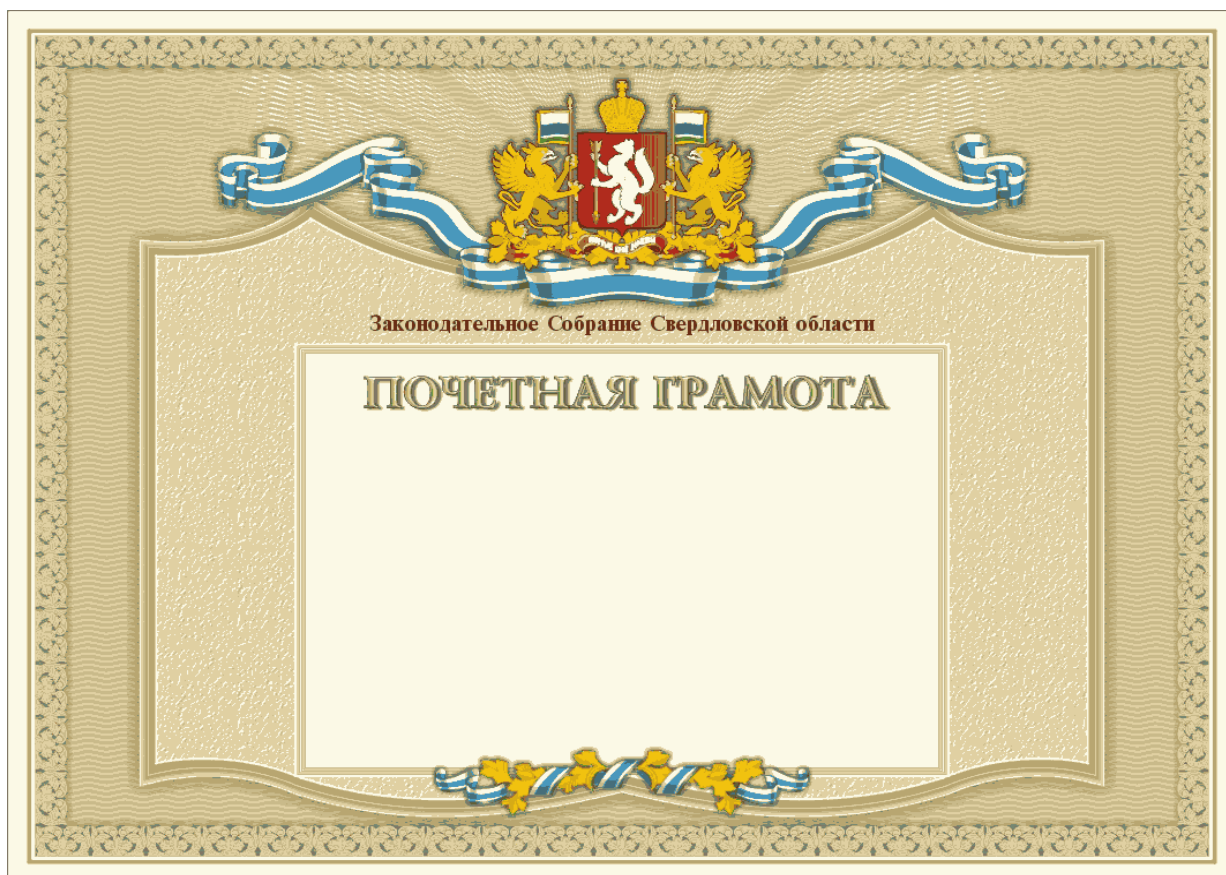 Законодательное Собрание Свердловской области
ПОЧЕТНАЯ ГРАМОТА